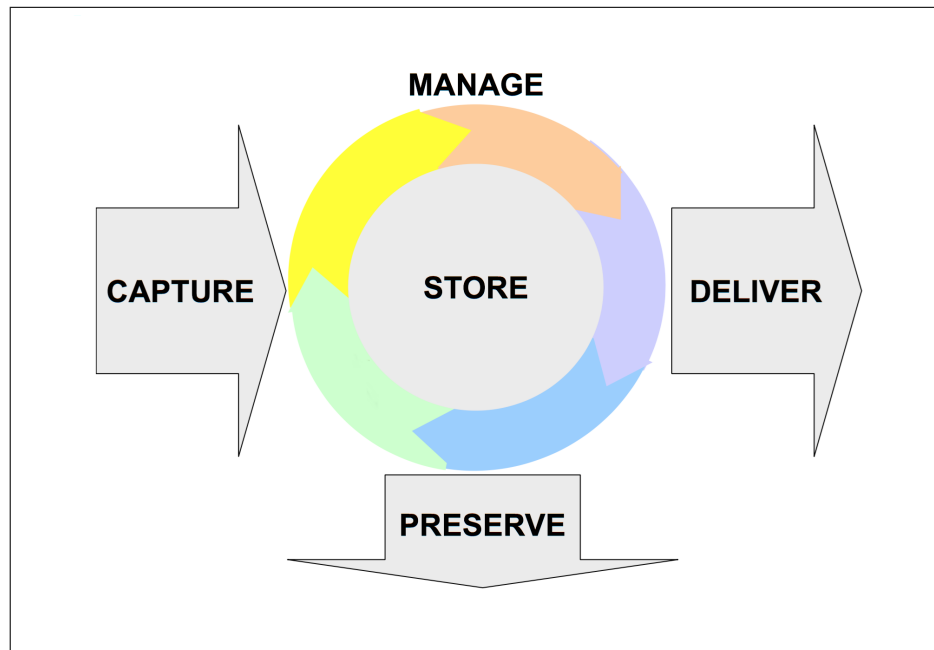 MANAGE
CAPTURE
STORE
DELIVER
PRESERVE